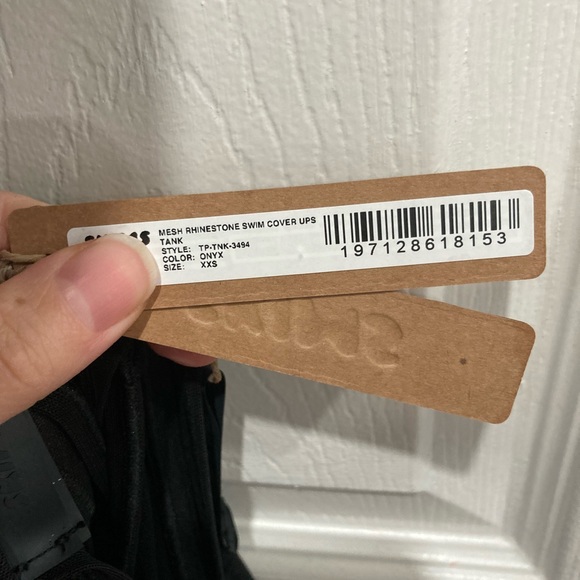 MESH RHINESTONE SWIM COVER UPS
TANK
STYLE: TP-TNK-3494
COLOR: ONYX
SIZE: XXS
197128618153